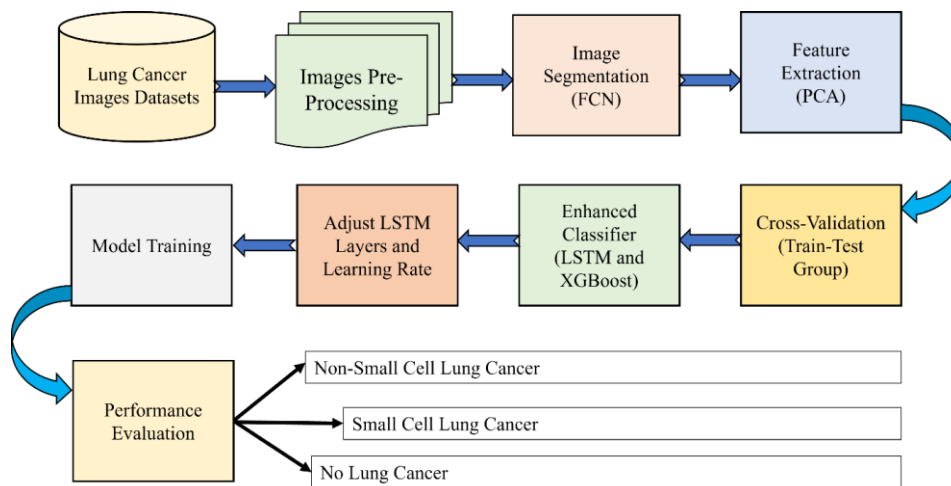 Lung Cancer
Images Datasets
Images Pre-
Processing
Image
Segmentation
(FCN)
Feature
Extraction
(PCA)
Cross-Validation
(Train-Test
Group)
Enhanced
Classifier
(LSTM and
XGBoost)
Adjust LSTM
Layers and
Learning Rate
Model Training
Performance
Evaluation
Non-Small Cell Lung Cancer
Small Cell Lung Cancer
No Lung Cancer